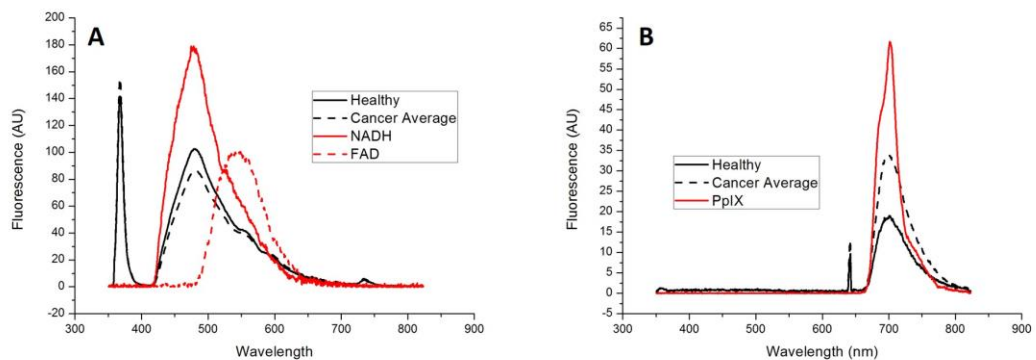 A
Fluorescence (AU)
200
180
160
140
120
100
80
60
40
20
0
-20
300 400 500 600 700 800 900
Wavelength
Healthy
Cancer Average
NADH
FAD
B
Fluorescence (AU)
65
60
55
50
45
40
35
30
25
20
15
10
5
0
-5
300 400 500 600 700 800 900
Wavelength (nm)
Healthy
Cancer Average
PpIX